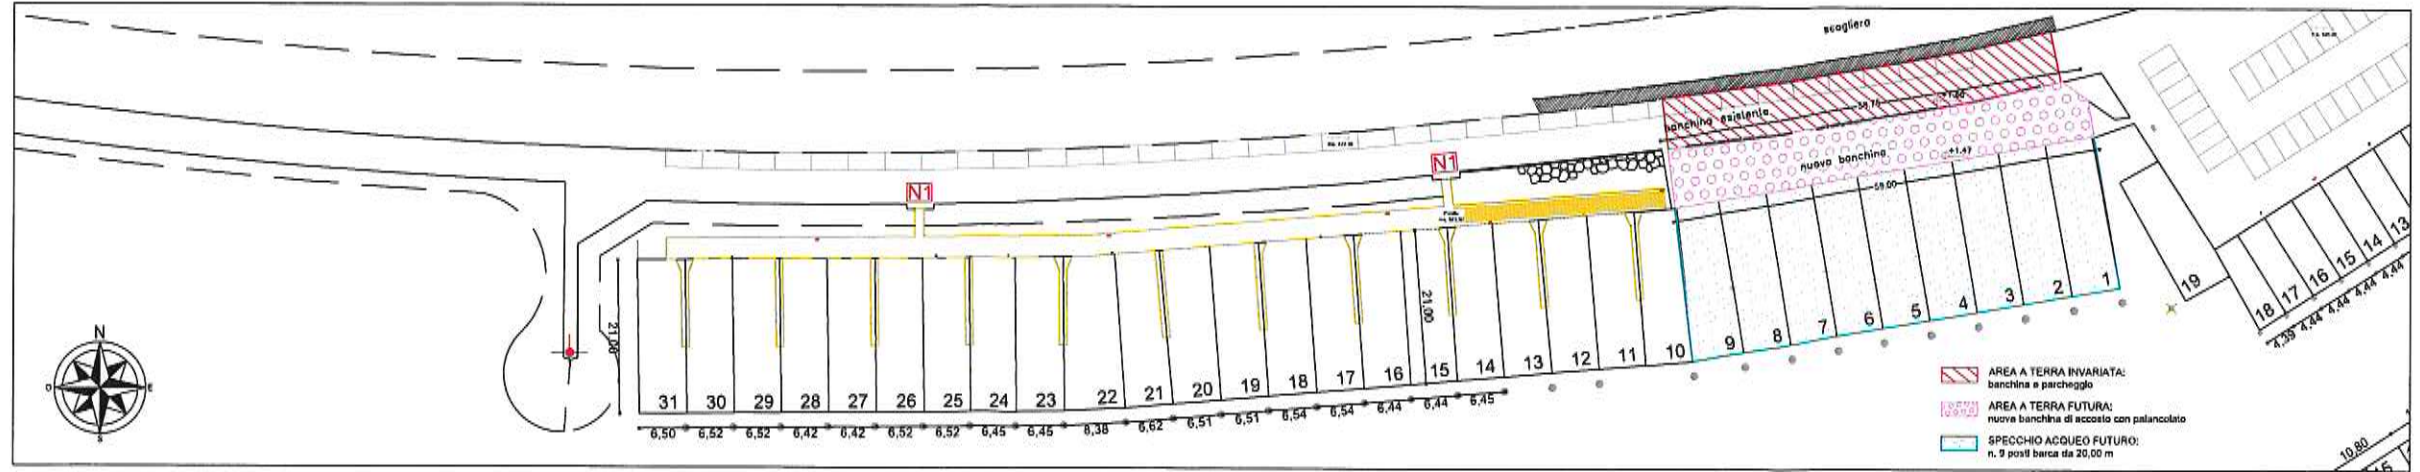 scogliera
banchina esistente
59,75
+1.60
nuova banchina
+1.47
59.00
N1
N1
21,00
21,00
31 30 29 28 27 26 25 24 23 22 21 20 19 18 17 16 15 14 13 12 11 10 9 8 7 6 5 4 3 2 1
6,50 6,52 6,52 6,42 6,42 6,52 6,52 6,45 6,45 8,38 6,62 6,51 6,51 6,54 6,54 6,44 6,44 6,45
19
18 17 16 15 14 13
4,39 4,44 4,44 4,44 4,44
N
O E
S
AREA A TERRA INVARIATA:
banchina e parcheggio
AREA A TERRA FUTURA:
nuova banchina di accosto con palancolato
SPECCHIO ACQUEO FUTURO:
n. 9 posti barca da 20,00 m
10,80
15